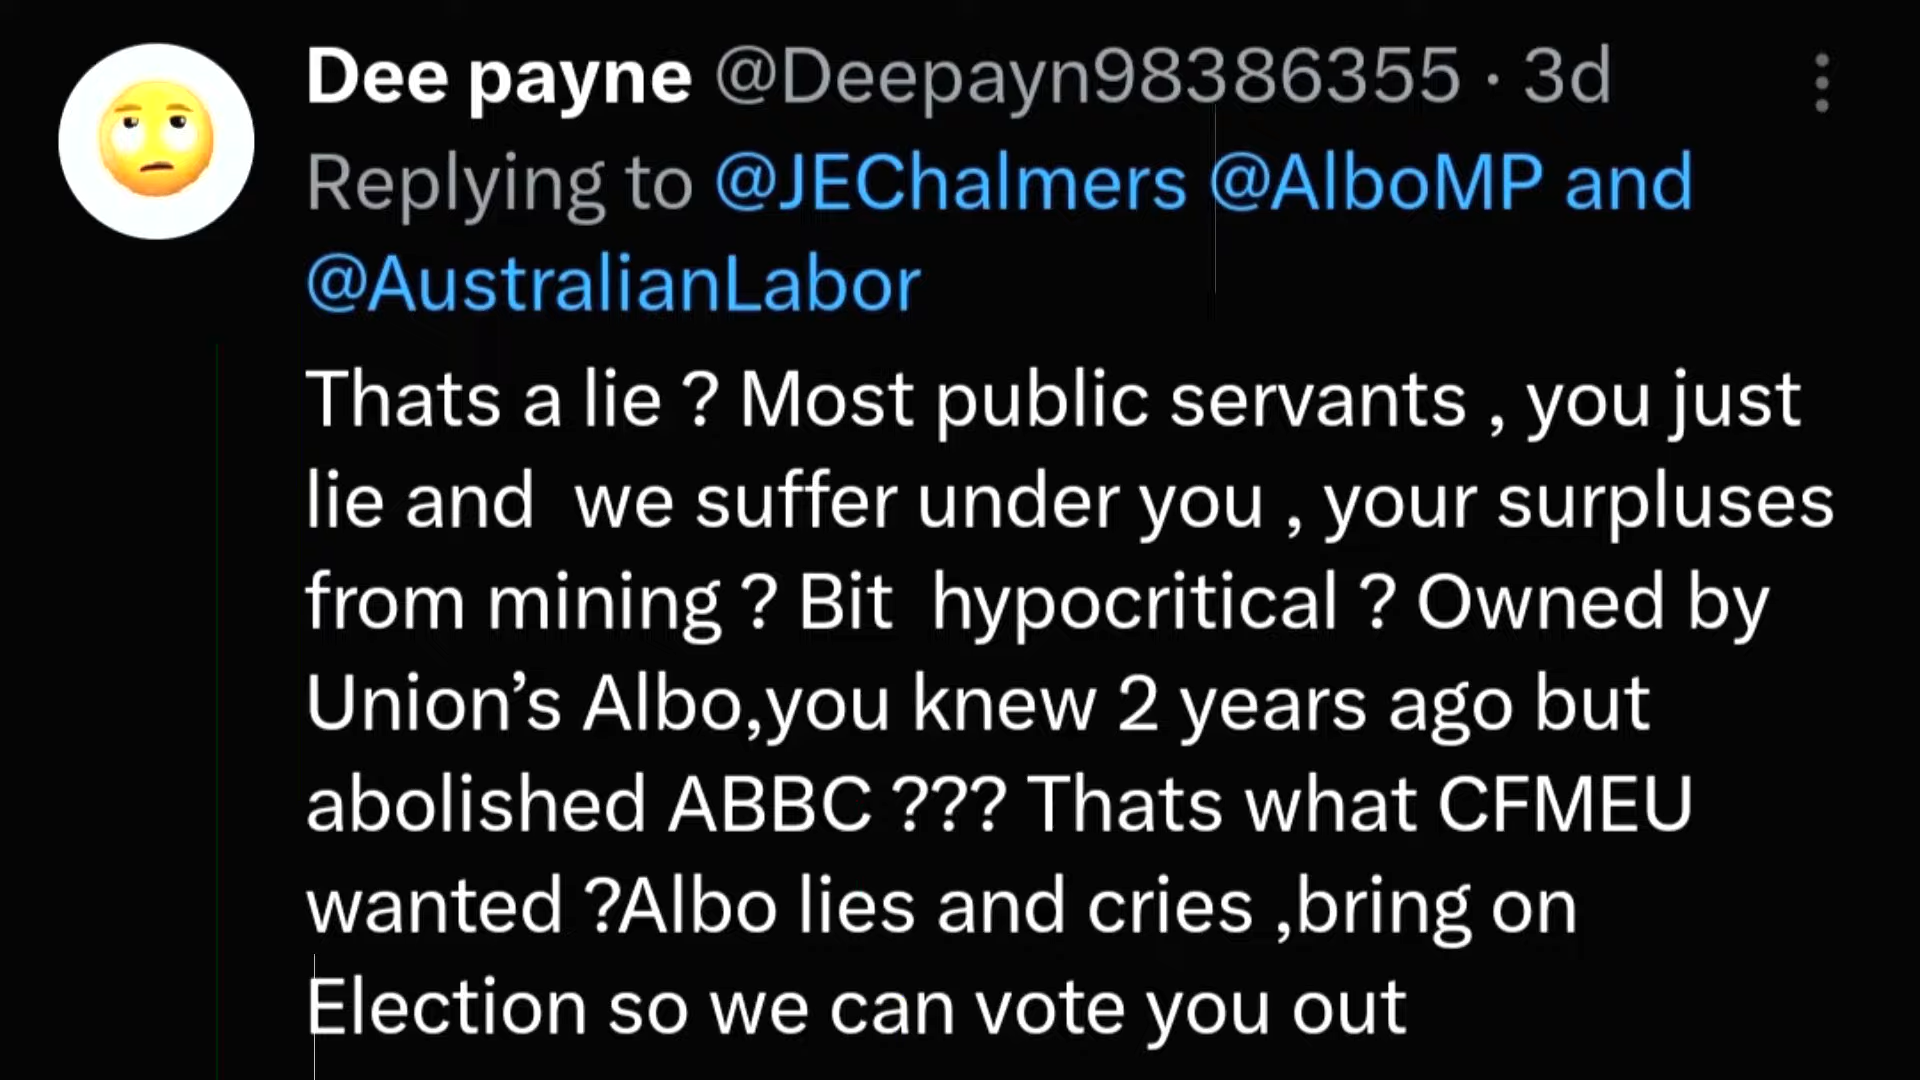 Dee payne @Deepayn98386355 · 3d
Replying to @JEChalmers @AlboMP and
@AustralianLabor
Thats a lie ? Most public servants , you just
lie and  we suffer under you , your surpluses
from mining ? Bit  hypocritical ? Owned by
Union’s Albo,you knew 2 years ago but
abolished ABBC ??? Thats what CFMEU
wanted ?Albo lies and cries ,bring on
Election so we can vote you out